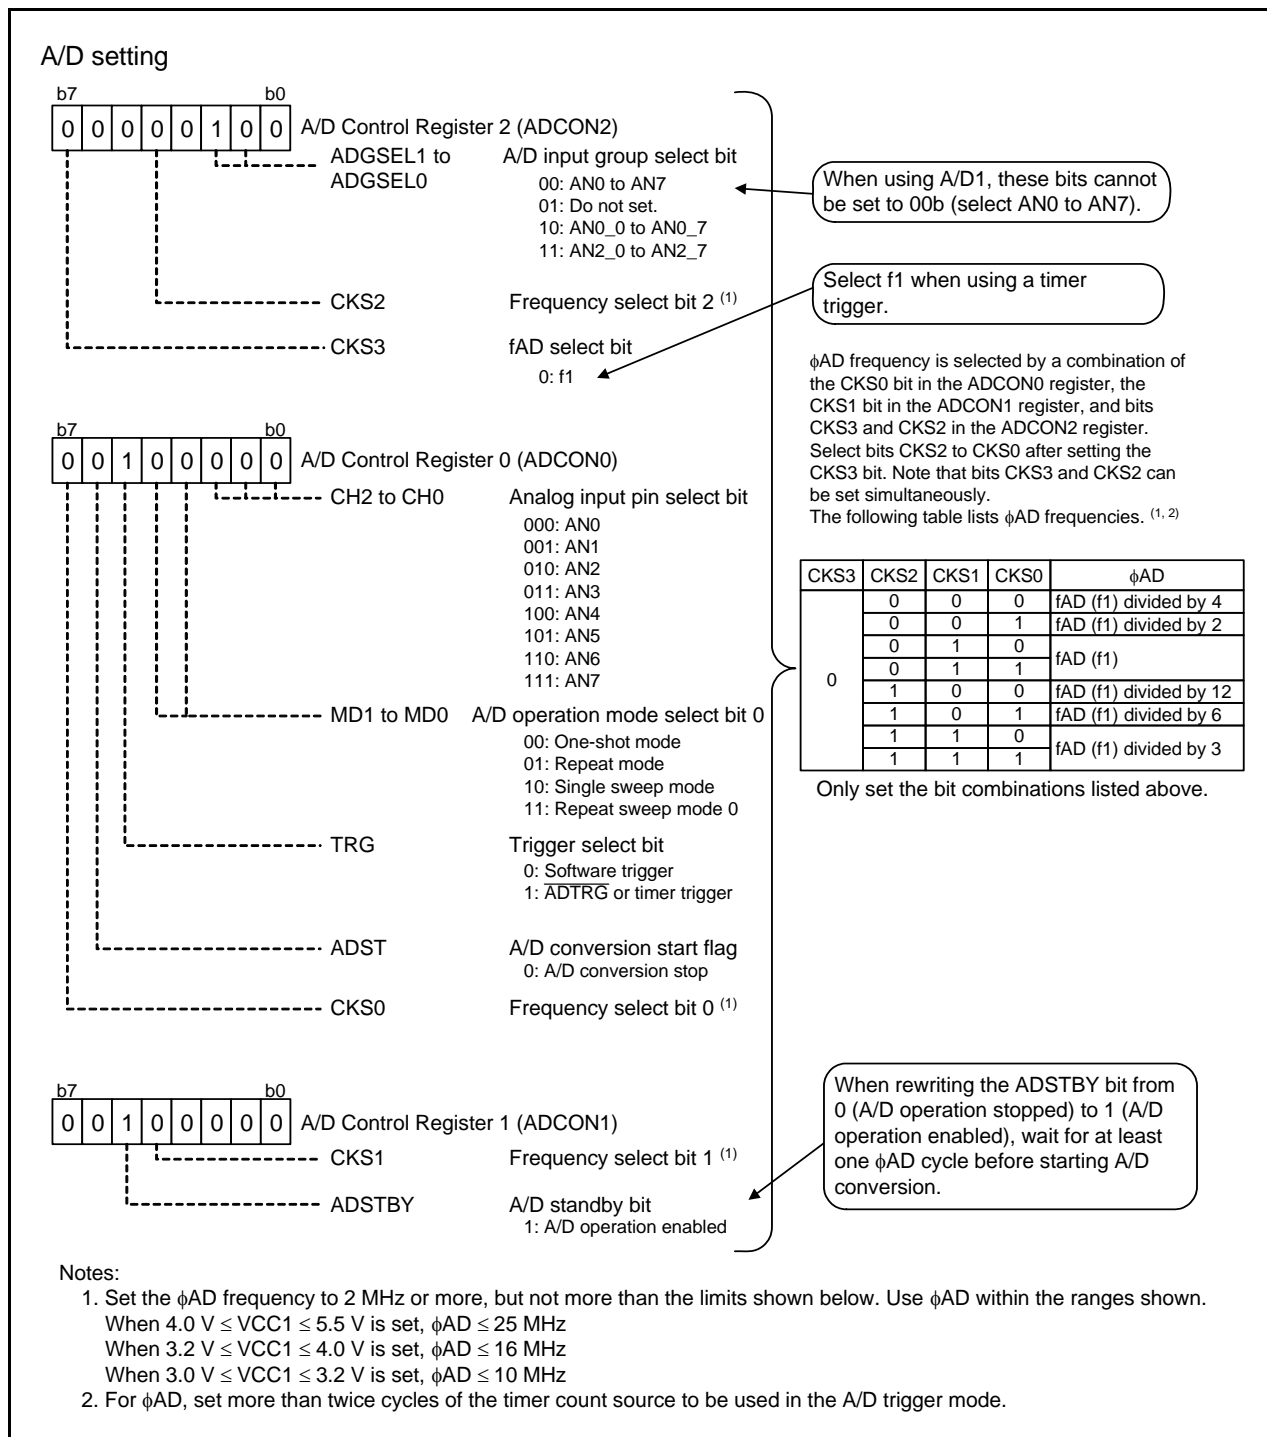 A/D setting
b7 b0
0 0 0 0 0 1 0 0 A/D Control Register 2 (ADCON2)
ADGSEL1 to ADGSEL0 A/D input group select bit
00: AN0 to AN7
01: Do not set.
10: AN0_0 to AN0_7
11: AN2_0 to AN2_7
When using A/D1, these bits cannot
be set to 00b (select AN0 to AN7).
CKS2 Frequency select bit 2 (1)
CKS3 fAD select bit
0: f1
Select f1 when using a timer
trigger.
ϕAD frequency is selected by a combination of
the CKS0 bit in the ADCON0 register, the
CKS1 bit in the ADCON1 register, and bits
CKS3 and CKS2 in the ADCON2 register.
Select bits CKS2 to CKS0 after setting the
CKS3 bit. Note that bits CKS3 and CKS2 can
be set simultaneously.
The following table lists ϕAD frequencies. (1, 2)
b7 b0
0 0 1 0 0 0 0 0 A/D Control Register 0 (ADCON0)
CH2 to CH0 Analog input pin select bit
000: AN0
001: AN1
010: AN2
011: AN3
100: AN4
101: AN5
110: AN6
111: AN7
MD1 to MD0 A/D operation mode select bit 0
00: One-shot mode
01: Repeat mode
10: Single sweep mode
11: Repeat sweep mode 0
TRG Trigger select bit
0: Software trigger
1: ADTRG or timer trigger
ADST A/D conversion start flag
0: A/D conversion stop
CKS0 Frequency select bit 0 (1)
CKS3 CKS2 CKS1 CKS0 ϕAD
0
0 0 0 fAD (f1) divided by 4
0 0 1 fAD (f1) divided by 2
0 1 0 fAD (f1)
0 1 1
1 0 0 fAD (f1) divided by 12
1 0 1 fAD (f1) divided by 6
1 1 0 fAD (f1) divided by 3
1 1 1
Only set the bit combinations listed above.
b7 b0
0 0 1 0 0 0 0 0 A/D Control Register 1 (ADCON1)
CKS1 Frequency select bit 1 (1)
ADSTBY A/D standby bit
1: A/D operation enabled
When rewriting the ADSTBY bit from
0 (A/D operation stopped) to 1 (A/D
operation enabled), wait for at least
one ϕAD cycle before starting A/D
conversion.
Notes:
1. Set the ϕAD frequency to 2 MHz or more, but not more than the limits shown below. Use ϕAD within the ranges shown.
When 4.0 V ≤ VCC1 ≤ 5.5 V is set, ϕAD ≤ 25 MHz
When 3.2 V ≤ VCC1 ≤ 4.0 V is set, ϕAD ≤ 16 MHz
When 3.0 V ≤ VCC1 ≤ 3.2 V is set, ϕAD ≤ 10 MHz
2. For ϕAD, set more than twice cycles of the timer count source to be used in the A/D trigger mode.